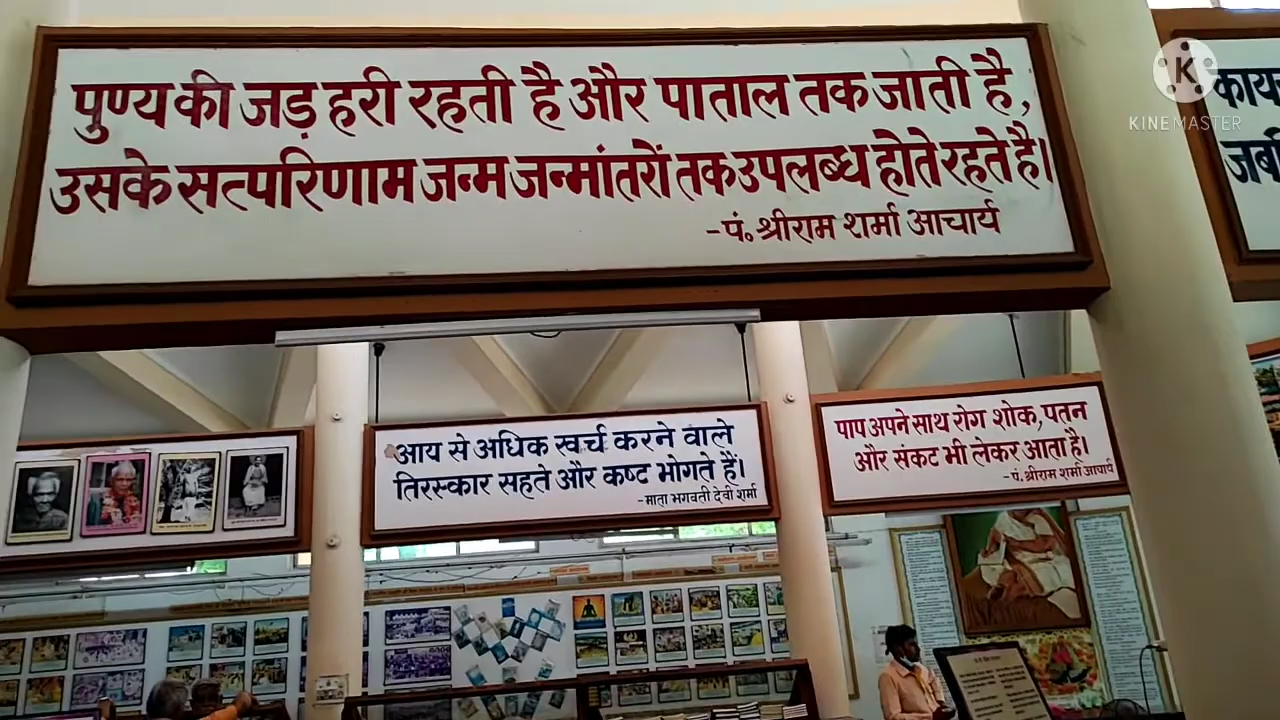 पुण्य की जड़ हरी रहती है और पाताल तक जाती है,
उसके सत्परिणाम जन्म जन्मांतरों तक उपलब्ध होते रहते है।
-पं॰ श्रीराम शर्मा आचार्य
K
KINEMASTER
काय
जबी
आय से अधिक खर्च करने वाले
तिरस्कार सहते और कष्ट भोगते हैं।
-माता भगवती देवी शर्मा
पाप अपने साथ रोग शोक, पतन
और संकट भी लेकर आता है।
-पं. श्रीराम शर्मा आचार्य